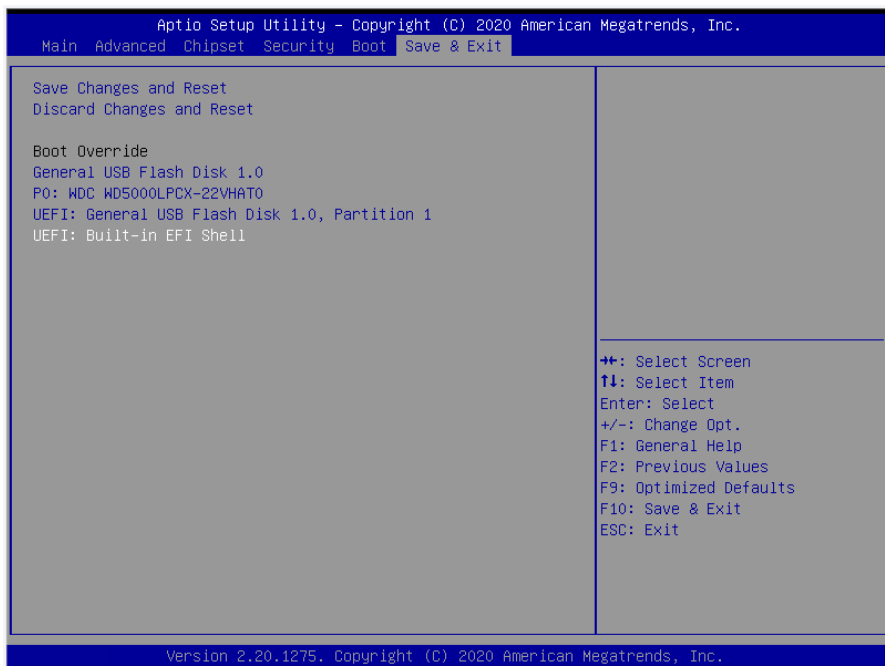 Aptio Setup Utility – Copyright (C) 2020 American Megatrends, Inc.
Main Advanced Chipset Security Boot Save & Exit
Save Changes and Reset
Discard Changes and Reset
Boot Override
General USB Flash Disk 1.0
P0: WDC WD5000LPCX-22VHAT0
UEFI: General USB Flash Disk 1.0, Partition 1
UEFI: Built-in EFI Shell
→←: Select Screen
↑↓: Select Item
Enter: Select
+/-: Change Opt.
F1: General Help
F2: Previous Values
F9: Optimized Defaults
F10: Save & Exit
ESC: Exit
Version 2.20.1275. Copyright (C) 2020 American Megatrends, Inc.